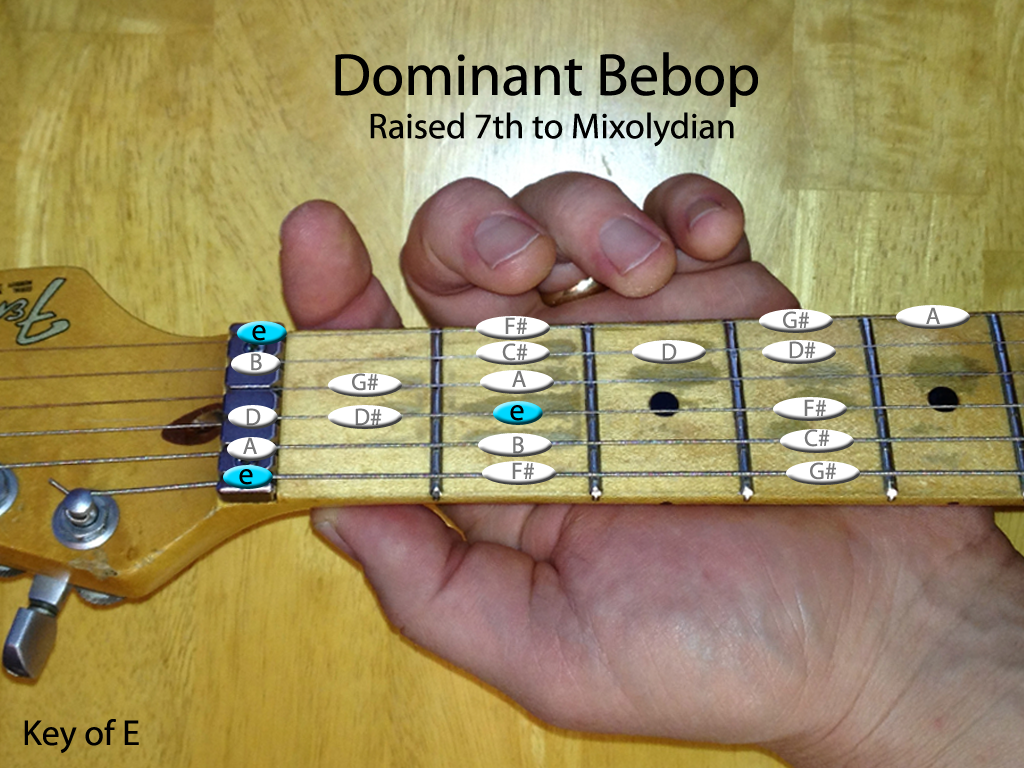 Dominant Bebop
Raised 7th to Mixolydian
e F# G# A
B C# D D#
G# A
D D# e F#
A B C#
e F# G#
Key of E